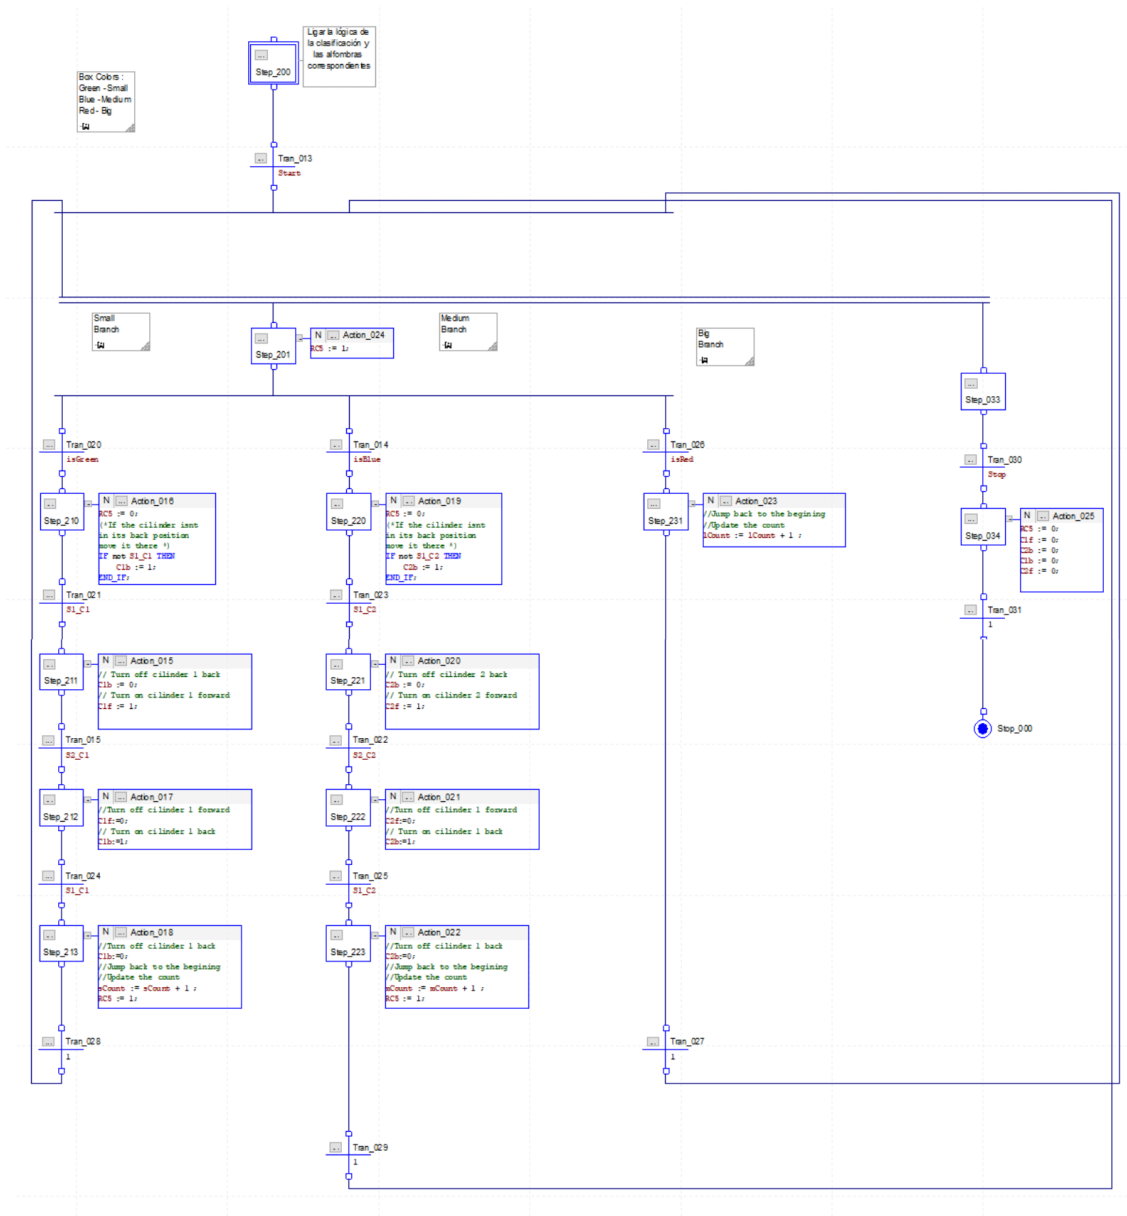 Ligar la lógica de
la clasificación y
las alfombras
correspondientes
...
Step_200
Box Colors :
Green - Small
Blue - Medium
Red - Big
... Tran_013
Start
Small
Branch
... Step_201
N ... Action_024
RC5 := 1;
Medium
Branch
Big
Branch
... Step_033
... Tran_020
isGreen
... Tran_014
isBlue
... Tran_026
isRed
... Tran_030
Stop
... Step_210
N ... Action_016
RC5 := 0;
(*If the cilinder isnt
in its back position
move it there *)
IF not S1_C1 THEN
C1b := 1;
END_IF;
... Step_220
N ... Action_019
RC5 := 0;
(*If the cilinder isnt
in its back position
move it there *)
IF not S1_C2 THEN
C2b := 1;
END_IF;
... Step_231
N ... Action_023
//Jump back to the begining
//Update the count
lCount := lCount + 1 ;
... Step_034
N ... Action_025
RC5 := 0;
C1f := 0;
C2b := 0;
C1b := 0;
C2f := 0;
... Tran_021
S1_C1
... Tran_023
S1_C2
... Tran_031
1
... Step_211
N ... Action_015
// Turn off cilinder 1 back
C1b := 0;
// Turn on cilinder 1 forward
C1f := 1;
... Step_221
N ... Action_020
// Turn off cilinder 2 back
C2b := 0;
// Turn on cilinder 2 forward
C2f := 1;
Stop_000
... Tran_015
S2_C1
... Tran_022
S2_C2
... Step_212
N ... Action_017
//Turn off cilinder 1 forward
C1f:=0;
// Turn on cilinder 1 back
C1b:=1;
... Step_222
N ... Action_021
//Turn off cilinder 1 forward
C2f:=0;
// Turn on cilinder 1 back
C2b:=1;
... Tran_024
S1_C1
... Tran_025
S1_C2
... Step_213
N ... Action_018
//Turn off cilinder 1 back
C1b:=0;
//Jump back to the begining
//Update the count
sCount := sCount + 1 ;
RC5 := 1;
... Step_223
N ... Action_022
//Turn off cilinder 1 back
C2b:=0;
//Jump back to the begining
//Update the count
mCount := mCount + 1 ;
RC5 := 1;
... Tran_028
1
... Tran_027
1
... Tran_029
1